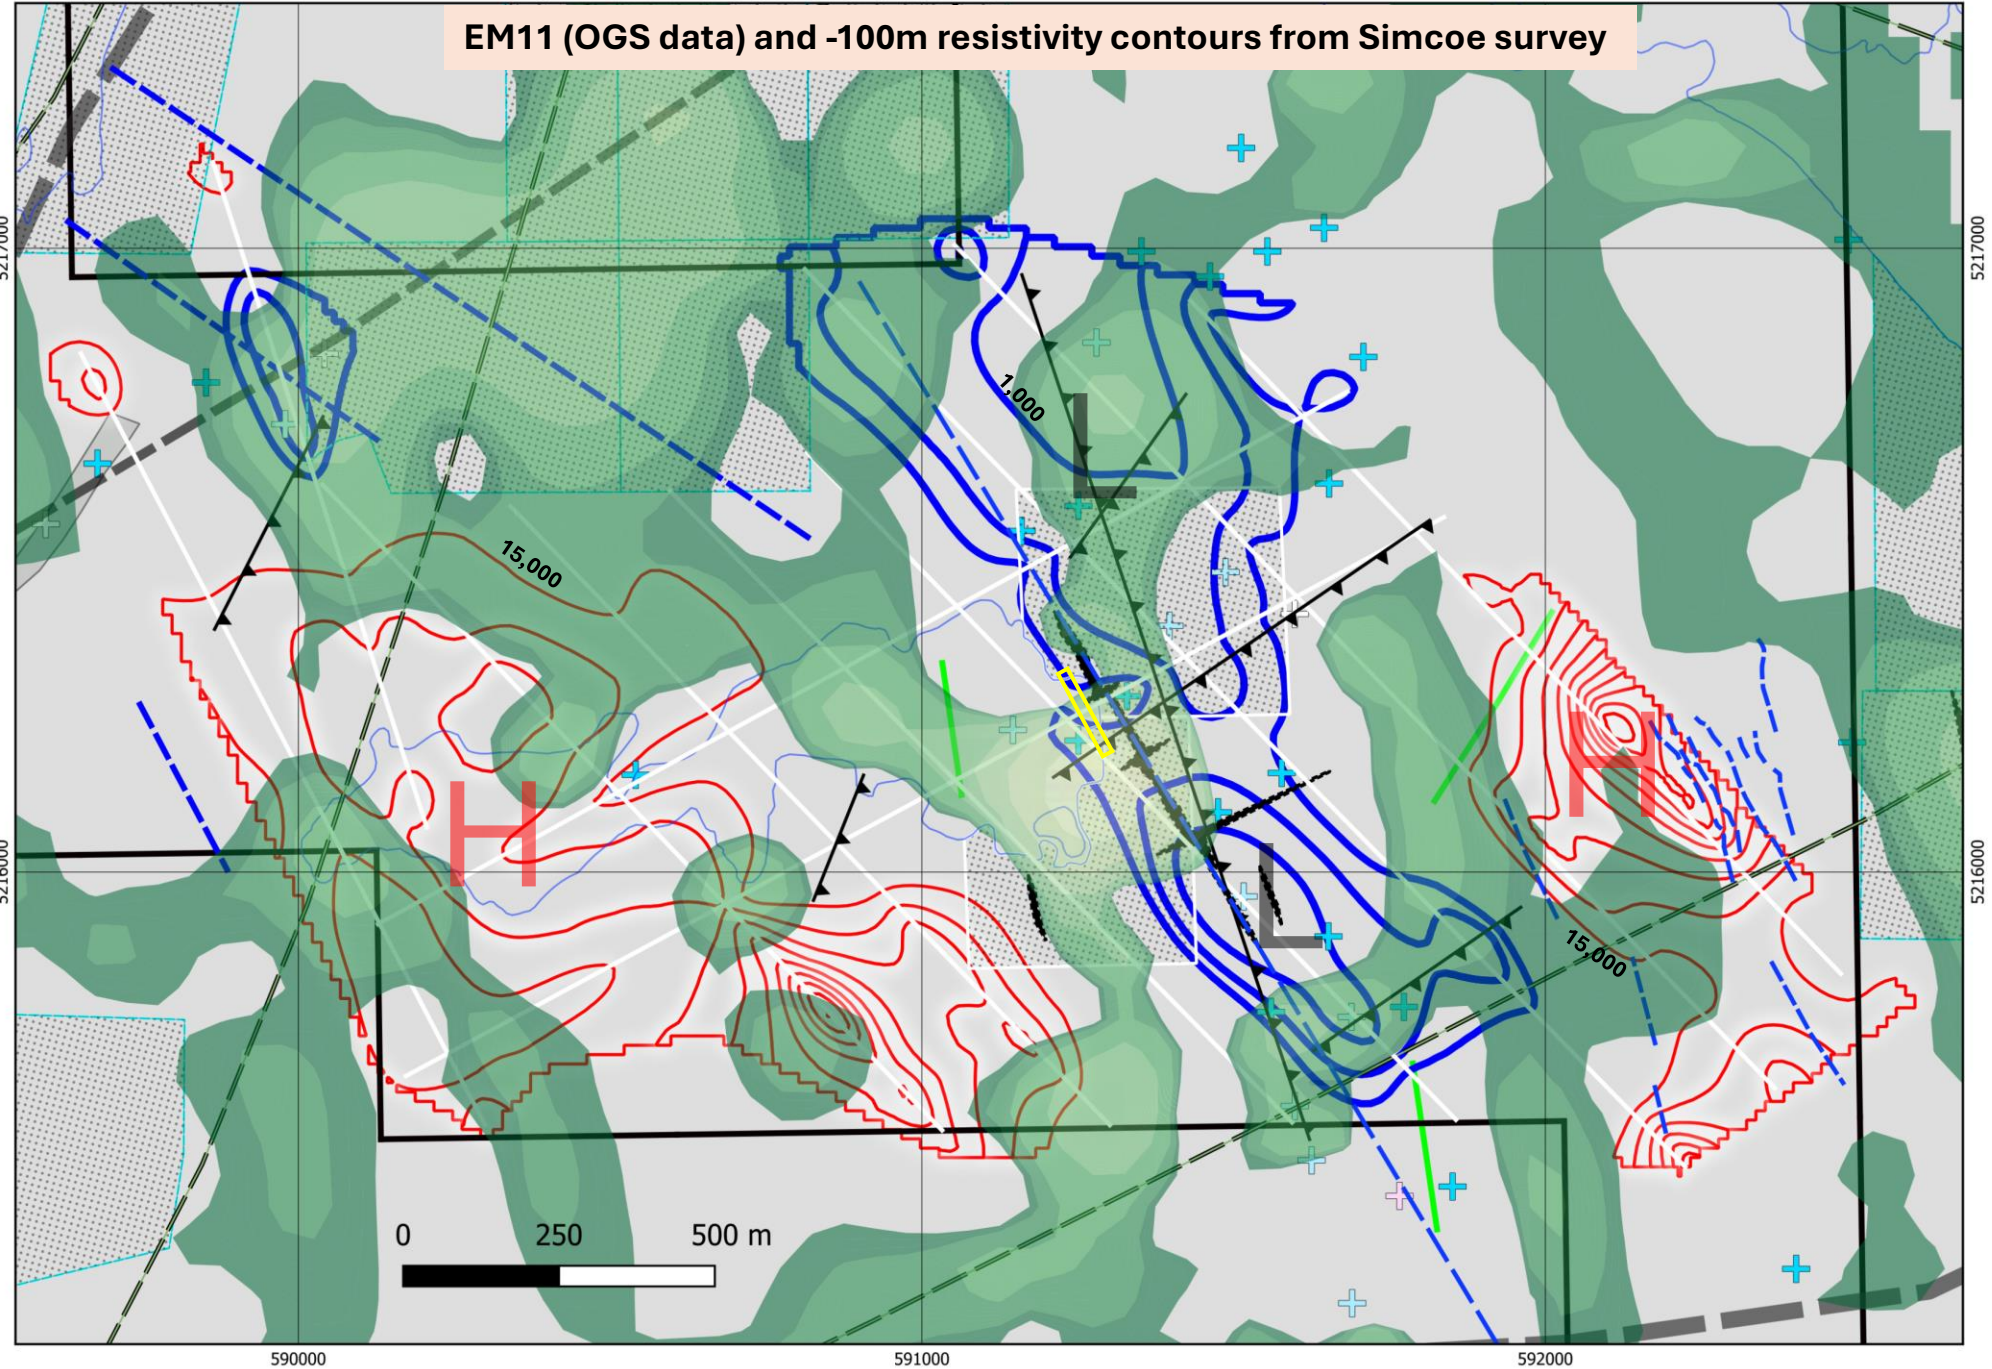 EM11 (OGS data) and -100m resistivity contours from Simcoe survey
5217000
5217000
1,000
L
15,000
H
H
5216000
5216000
L
15,000
0 250 500 m
590000 591000 592000